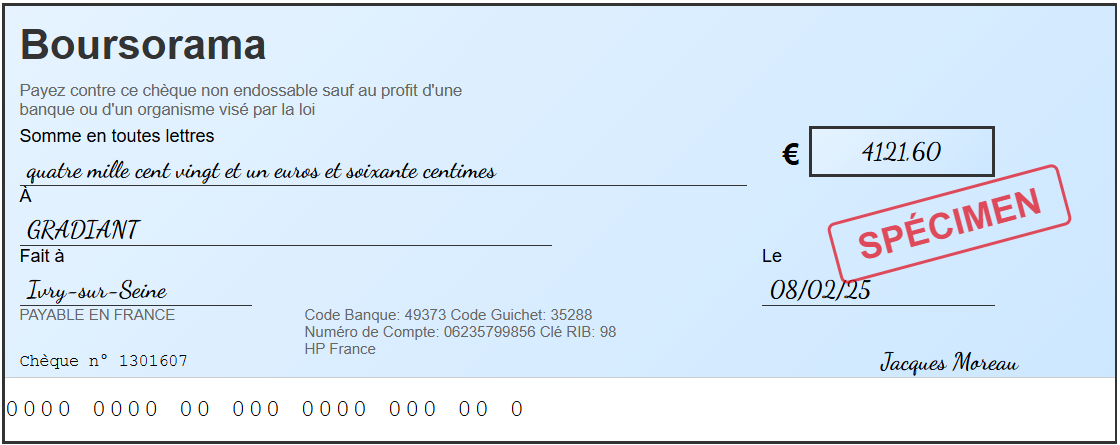 Boursorama
Payez contre ce chèque non endossable sauf au profit d'une
banque ou d'un organisme visé par la loi
Somme en toutes lettres
quatre mille cent vingt et un euros et soixante centimes
€ 4121.60
À
GRADIANT
SPÉCIMEN
Fait à
Le
Ivry-sur-Seine
08/02/25
PAYABLE EN FRANCE
Code Banque: 49373 Code Guichet: 35288
Numéro de Compte: 06235799856 Clé RIB: 98
HP France
Chèque n° 1301607
Jacques Moreau
0000 0000 00 000 0000 000 00 0